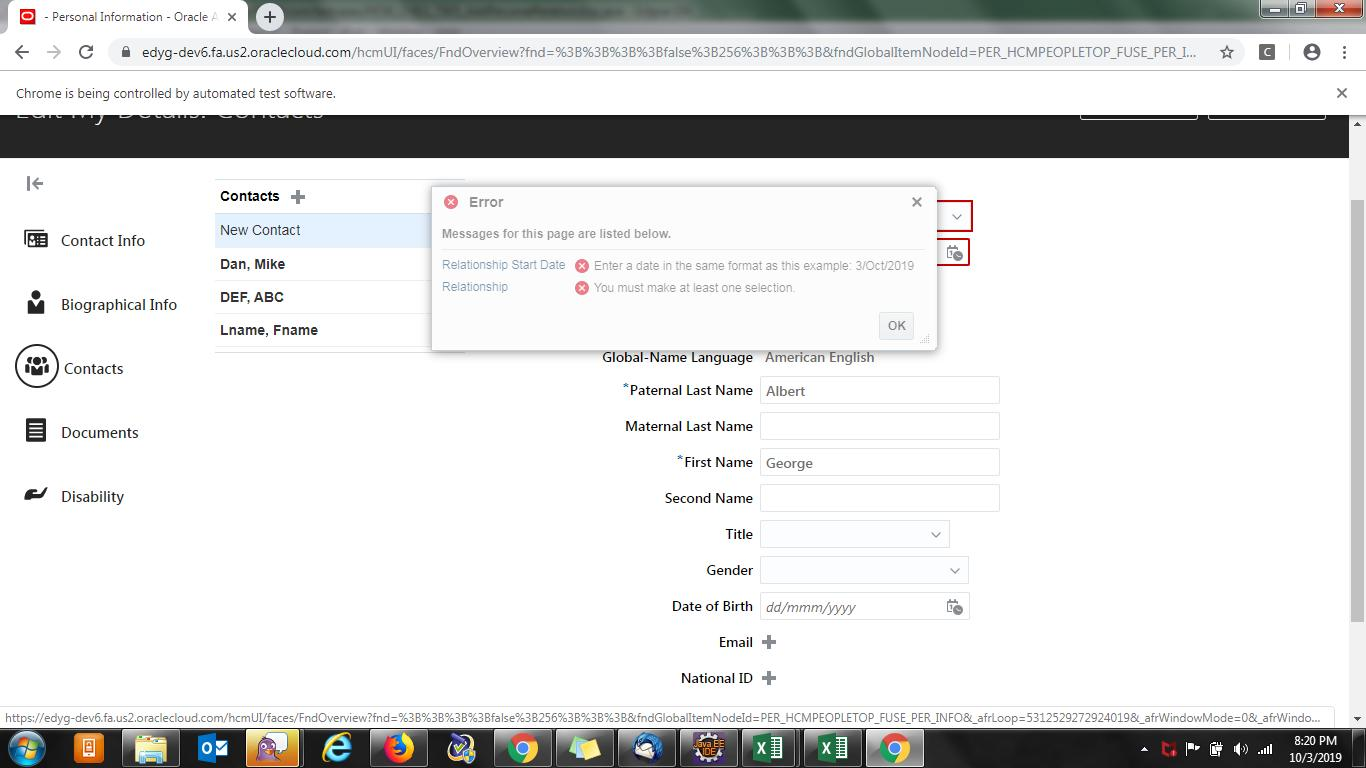 - Personal Information - Oracle A
edyg-dev6.fa.us2.oraclecloud.com/hcmUI/faces/FndOverview?fnd=%3B%3B%3B%3Bfalse%3B256%3B%3B%3B&fndGlobalItemNodeId=PER_HCMPEOPLETOP_FUSE_PER_I...
C
Chrome is being controlled by automated test software.
Edit My Details: Contacts
Contacts
New Contact
Dan, Mike
DEF, ABC
Lname, Fname
Contact Info
Biographical Info
Contacts
Documents
Disability
Error
Messages for this page are listed below.
Relationship Start Date Enter a date in the same format as this example: 3/Oct/2019
Relationship You must make at least one selection.
OK
Global-Name Language American English
*Paternal Last Name Albert
Maternal Last Name
*First Name George
Second Name
Title
Gender
Date of Birth dd/mmm/yyyy
Email
National ID
https://edyg-dev6.fa.us2.oraclecloud.com/hcmUI/faces/FndOverview?fnd=%3B%3B%3B%3Bfalse%3B256%3B%3B%3B&fndGlobalItemNodeId=PER_HCMPEOPLETOP_FUSE_PER_INFO&_afrLoop=5312529272924019&_afrWindowMode=0&_afrWindo...
Java EE
IDE
8:20 PM
10/3/2019